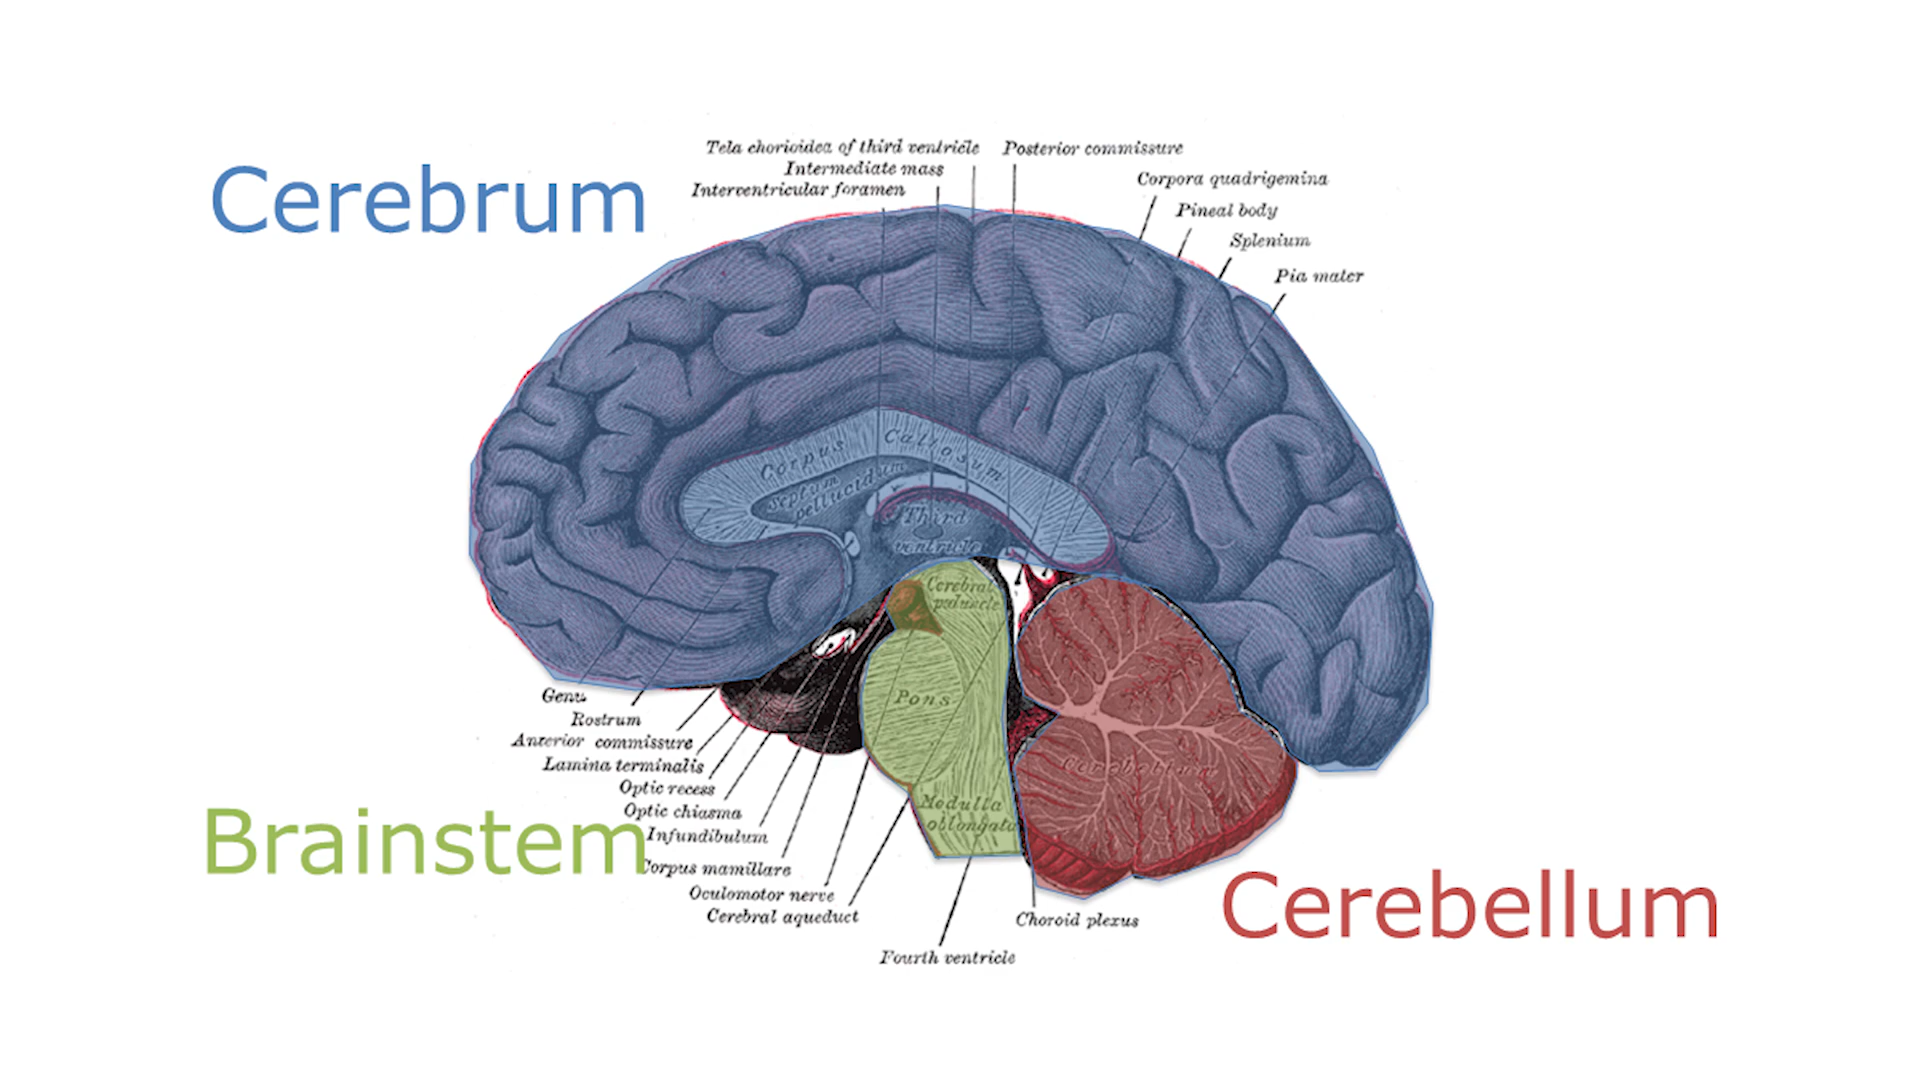 Tela chorioidea of third ventricle
Posterior commissure
Intermediate mass
Interventricular foramen
Corpora quadrigemina
Cerebrum
Pineal body
Splenium
Pia mater
Corpus Callosum
Septum
pellucidum
Third
ventricle
Cerebral
peduncle
Pons
Genu
Rostrum
Anterior commissure
Lamina terminalis
Cerebellum
Optic recess
Medulla
oblongata
Optic chiasma
Infundibulum
Brainstem
Corpus mamillare
Oculomotor nerve
Cerebral aqueduct
Choroid plexus
Cerebellum
Fourth ventricle